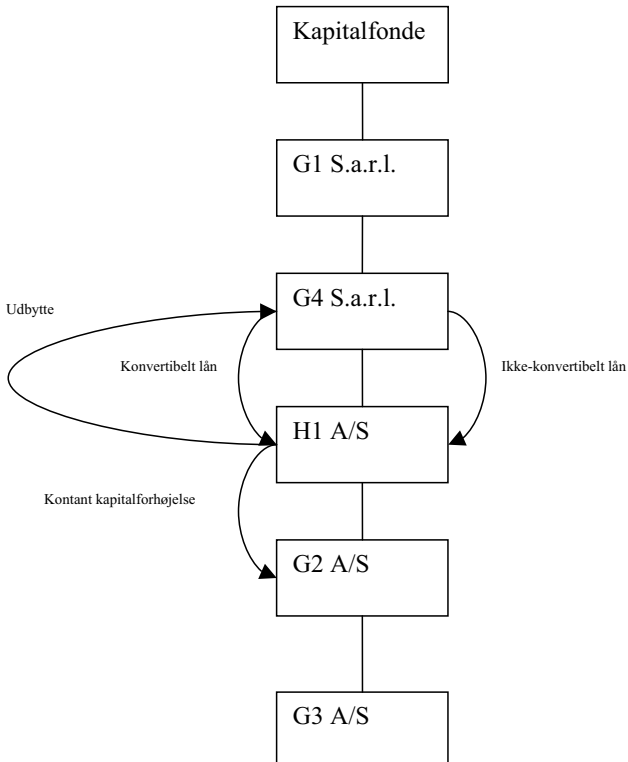 Kapitalfonde
G1 S.a.r.l.
G4 S.a.r.l.
Udbytte
Konvertibelt lån
Ikke-konvertibelt lån
H1 A/S
Kontant kapitalforhøjelse
G2 A/S
G3 A/S